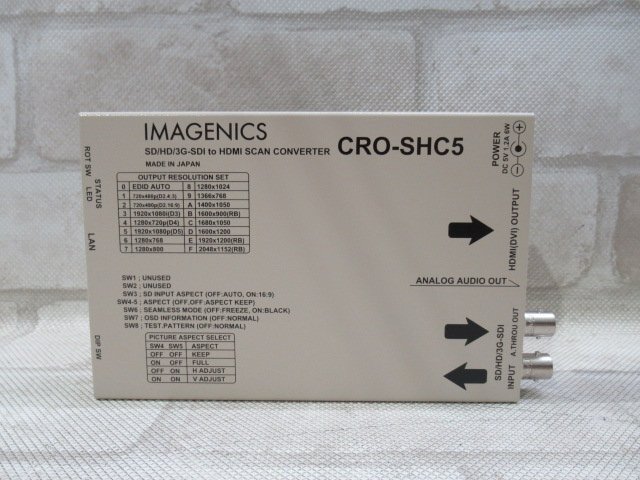 IMAGENICS
SD/HD/3G-SDI to HDMI SCAN CONVERTER CRO-SHC5
MADE IN JAPAN
OUTPUT RESOLUTION SET
0 EDID AUTO 8 1280x1024
1 720x480p(D2.4:3) 9 1366x768
2 720x480p(D2.16:9) A 1400x1050
3 1920x1080i(D3) B 1600x900(RB)
4 1280x720p(D4) C 1680x1050
5 1920x1080p(D5) D 1600x1200
6 1280x768 E 1920x1200(RB)
7 1280x800 F 2048x1152(RB)
SW1 ; UNUSED
SW2 ; UNUSED
SW3 ; SD INPUT ASPECT (OFF:AUTO, ON:16:9)
SW4-5 ; ASPECT (OFF.OFF:ASPECT KEEP)
SW6 ; SEAMLESS MODE (OFF:FREEZE, ON:BLACK)
SW7 ; OSD INFORMATION (OFF:NORMAL)
SW8 ; TEST.PATTERN (OFF:NORMAL)
PICTURE ASPECT SELECT
SW4 SW5 ASPECT
OFF OFF KEEP
ON OFF FULL
OFF ON H ADJUST
ON ON V ADJUST
ROT SW
STATUS
LED
LAN
DIP SW
POWER
DC 5V 1.2A 6W
HDMI(DVI) OUTPUT
ANALOG AUDIO OUT
SD/HD/3G-SDI
INPUT A.THROU OUT